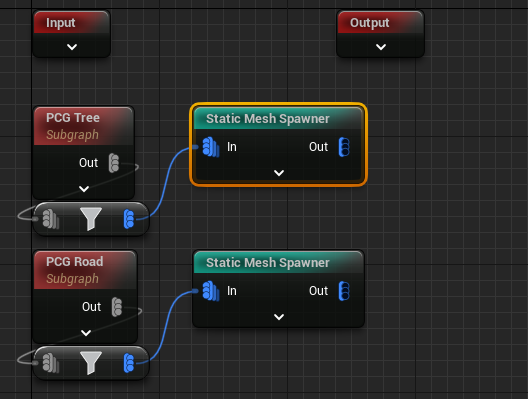 Input
Output
PCG Tree
Subgraph
Out
Static Mesh Spawner
In
Out
PCG Road
Subgraph
Out
Static Mesh Spawner
In
Out